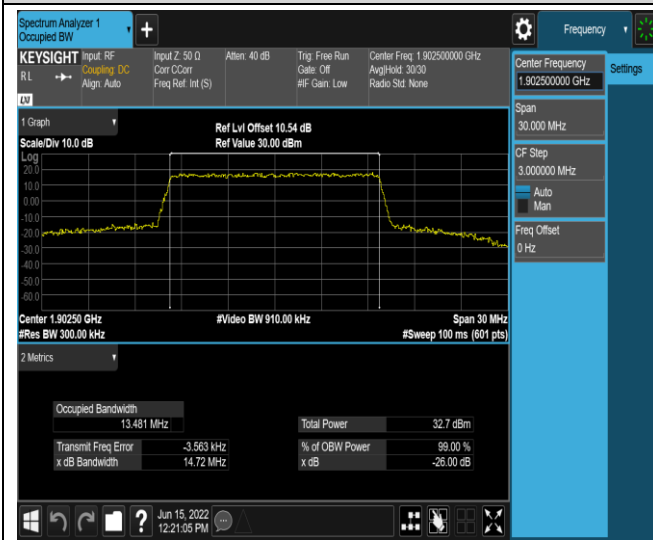 Spectrum Analyzer 1
Occupied BW
+
Frequency
KEYSIGHT
RL
LXI
Input: RF
Coupling: DC
Align: Auto
Input Z: 50 Ω
Corr CCorr
Freq Ref: Int (S)
Atten: 40 dB
Trig: Free Run
Gate: Off
#IF Gain: Low
Center Freq: 1.902500000 GHz
Avg|Hold: 30/30
Radio Std: None
Center Frequency
1.902500000 GHz
Settings
Span
30.000 MHz
CF Step
3.000000 MHz
Auto
Man
Freq Offset
0 Hz
1 Graph
Scale/Div 10.0 dB
Ref Lvl Offset 10.54 dB
Ref Value 30.00 dBm
Log
20.0
10.0
0.00
-10.0
-20.0
-30.0
-40.0
-50.0
-60.0
Center 1.90250 GHz
#Video BW 910.00 kHz
Span 30 MHz
#Res BW 300.00 kHz
#Sweep 100 ms (601 pts)
2 Metrics
Occupied Bandwidth
13.481 MHz
Total Power 32.7 dBm
Transmit Freq Error -3.563 kHz
% of OBW Power 99.00 %
x dB Bandwidth 14.72 MHz
x dB -26.00 dB
?
Jun 15, 2022
12:21:05 PM